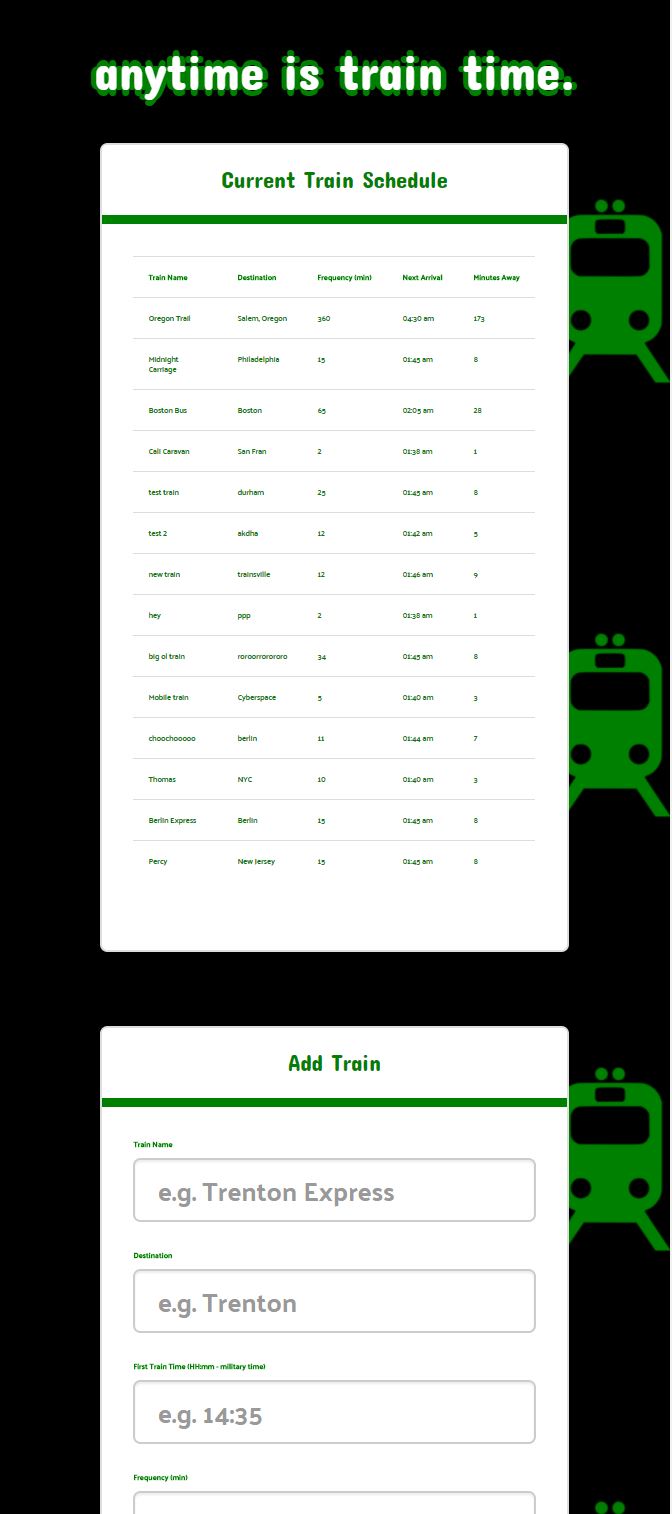 anytime is train time.
Current Train Schedule
Train Name Destination Frequency (min) Next Arrival Minutes Away
Oregon Trail Salem, Oregon 360 04:30 am 173
Midnight Carriage Philadelphia 15 01:45 am 8
Boston Bus Boston 65 02:05 am 28
Cali Caravan San Fran 2 01:38 am 1
test train durham 25 01:45 am 8
test 2 akdha 12 01:42 am 5
new train trainsville 12 01:46 am 9
hey ppp 2 01:38 am 1
big ol train roroorrorororo 34 01:45 am 8
Mobile train Cyberspace 5 01:40 am 3
choochooooo berlin 11 01:44 am 7
Thomas NYC 10 01:40 am 3
Berlin Express Berlin 15 01:45 am 8
Percy New Jersey 15 01:45 am 8
Add Train
Train Name
e.g. Trenton Express
Destination
e.g. Trenton
First Train Time (HH:mm - military time)
e.g. 14:35
Frequency (min)